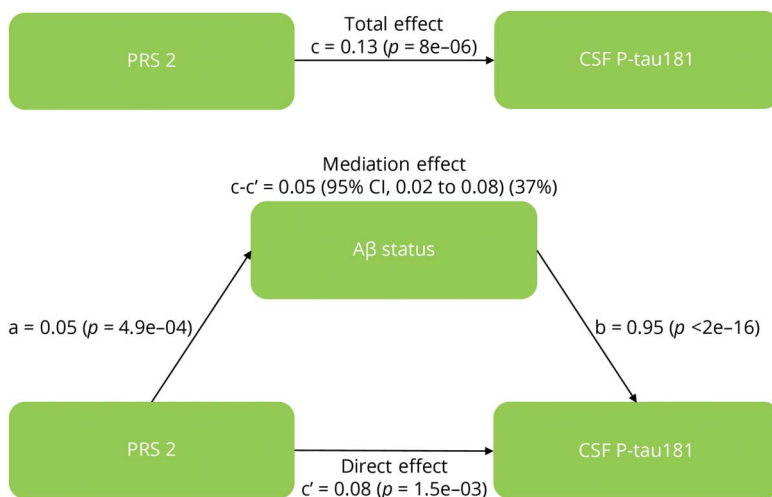 Total effect
c = 0.13 (p = 8e–06)
PRS 2
CSF P-tau181
Mediation effect
c-c’ = 0.05 (95% CI, 0.02 to 0.08) (37%)
Aβ status
a = 0.05 (p = 4.9e–04)
b = 0.95 (p <2e–16)
PRS 2
CSF P-tau181
Direct effect
c’ = 0.08 (p = 1.5e–03)